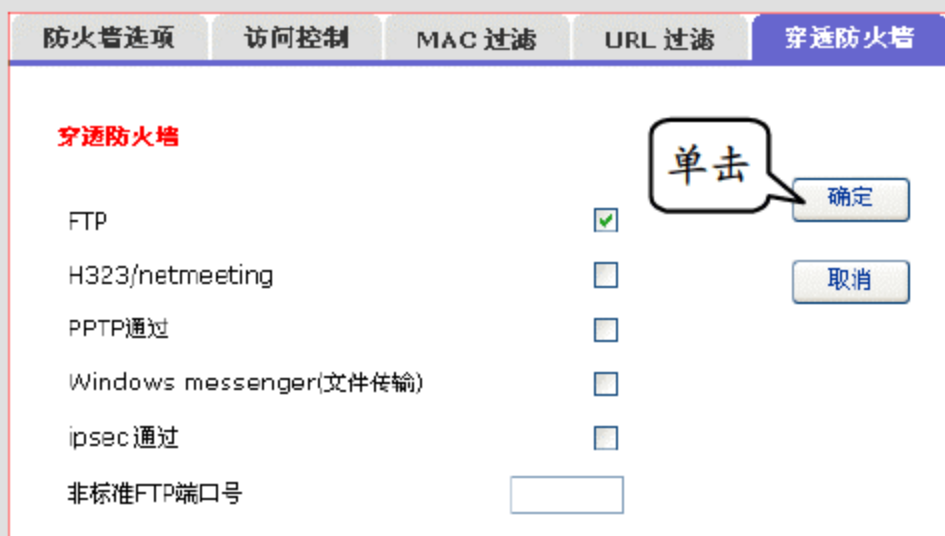 防火墙选项 访问控制 MAC 过滤 URL 过滤 穿透防火墙
穿透防火墙
单击
确定
FTP
H323/netmeeting
取消
PPTP通过
Windows messenger(文件传输)
ipsec通过
非标准FTP端口号